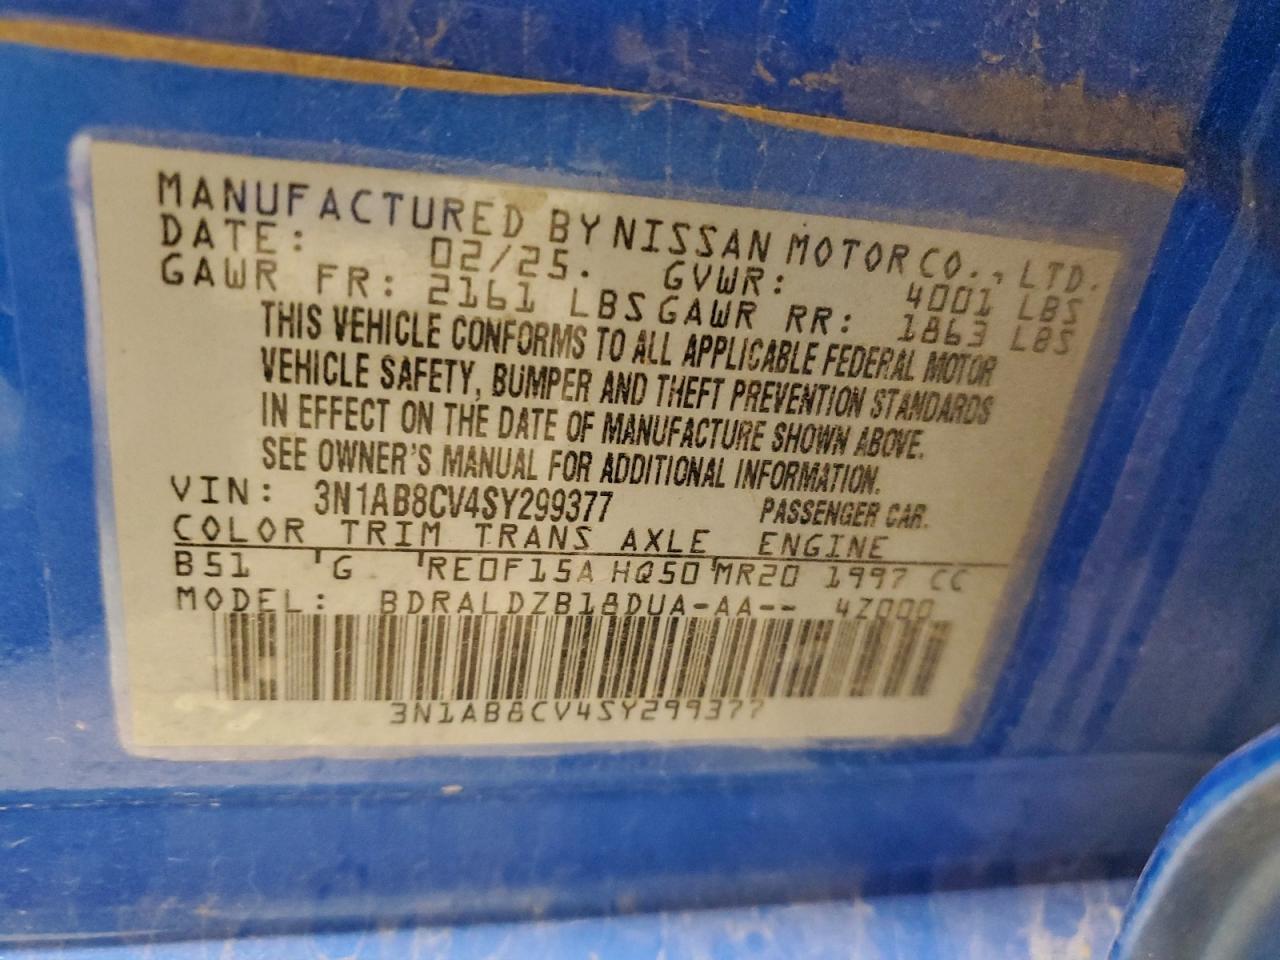 MANUFACTURED BY NISSAN MOTOR CO., LTD.
DATE: 02/25. GVWR: 4001 LBS
GAWR FR: 2161 LBS GAWR RR: 1863 LBS
THIS VEHICLE CONFORMS TO ALL APPLICABLE FEDERAL MOTOR
VEHICLE SAFETY, BUMPER AND THEFT PREVENTION STANDARDS
IN EFFECT ON THE DATE OF MANUFACTURE SHOWN ABOVE.
SEE OWNER'S MANUAL FOR ADDITIONAL INFORMATION.
VIN: 3N1AB8CV4SY299377 PASSENGER CAR.
COLOR TRIM TRANS AXLE ENGINE
B51 'G 'RE0F15A HQ50 'MR20 1997 CC
MODEL: BDRALDZB18DUA-AA-- 4Z000
3N1AB8CV4SY299377